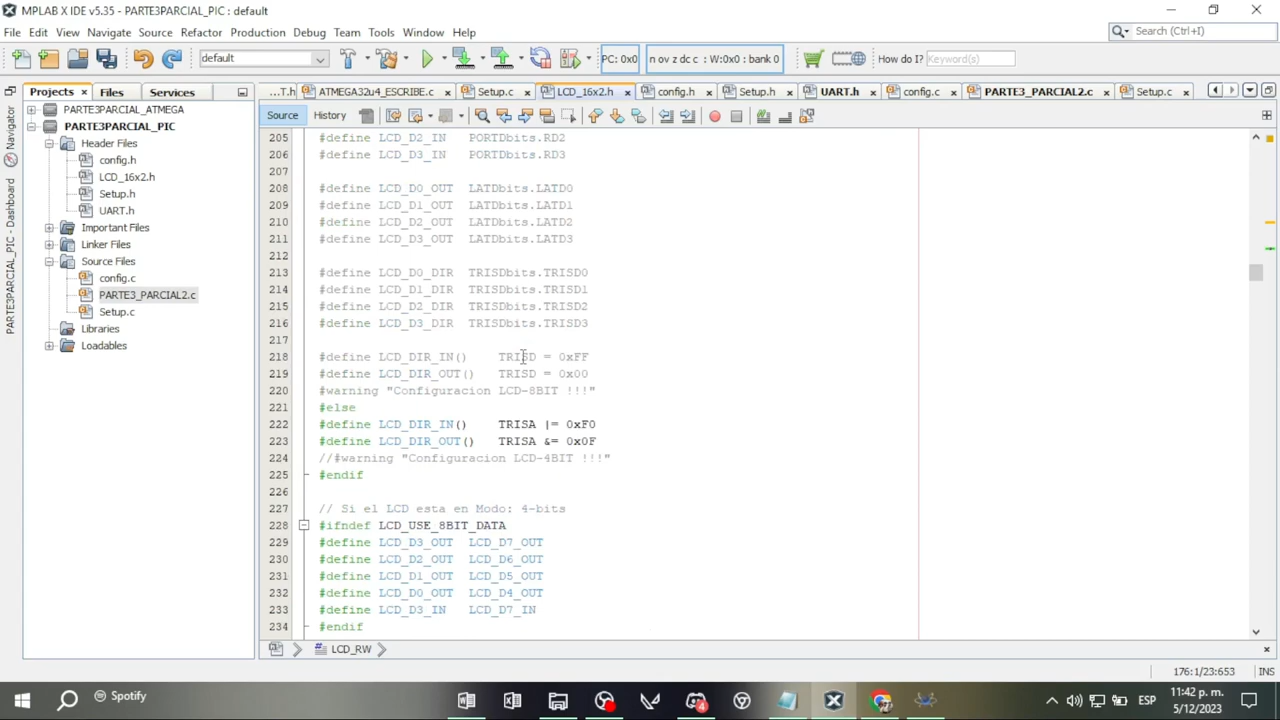 MPLAB X IDE v5.35 - PARTE3PARCIAL_PIC : default
File Edit View Navigate Source Refactor Production Debug Team Tools Window Help
Search (Ctrl+I)
default
PC: 0x0
n ov z dc c : W:0x0 : bank 0
How do I?
Keyword(s)
Projects
Files
Services
...T.h
ATMEGA32u4_ESCRIBE.c
Setup.c
LCD_16x2.h
config.h
Setup.h
UART.h
config.c
PARTE3_PARCIAL2.c
Setup.c
Navigator
PARTE3PARCIAL_PIC - Dashboard
PARTE3PARCIAL_ATMEGA
PARTE3PARCIAL_PIC
Header Files
config.h
LCD_16x2.h
Setup.h
UART.h
Important Files
Linker Files
Source Files
config.c
PARTE3_PARCIAL2.c
Setup.c
Libraries
Loadables
Source
History
205 #define LCD_D2_IN PORTDbits.RD2
206 #define LCD_D3_IN PORTDbits.RD3
207
208 #define LCD_D0_OUT LATDbits.LATD0
209 #define LCD_D1_OUT LATDbits.LATD1
210 #define LCD_D2_OUT LATDbits.LATD2
211 #define LCD_D3_OUT LATDbits.LATD3
212
213 #define LCD_D0_DIR TRISDbits.TRISD0
214 #define LCD_D1_DIR TRISDbits.TRISD1
215 #define LCD_D2_DIR TRISDbits.TRISD2
216 #define LCD_D3_DIR TRISDbits.TRISD3
217
218 #define LCD_DIR_IN() TRISD = 0xFF
219 #define LCD_DIR_OUT() TRISD = 0x00
220 #warning "Configuracion LCD-8BIT !!!"
221 #else
222 #define LCD_DIR_IN() TRISA |= 0xF0
223 #define LCD_DIR_OUT() TRISA &= 0x0F
224 //#warning "Configuracion LCD-4BIT !!!"
225 #endif
226
227 // Si el LCD esta en Modo: 4-bits
228 #ifndef LCD_USE_8BIT_DATA
229 #define LCD_D3_OUT LCD_D7_OUT
230 #define LCD_D2_OUT LCD_D6_OUT
231 #define LCD_D1_OUT LCD_D5_OUT
232 #define LCD_D0_OUT LCD_D4_OUT
233 #define LCD_D3_IN LCD_D7_IN
234 #endif
LCD_RW
176:1/23:653
INS
Spotify
4
ESP
11:42 p. m.
5/12/2023